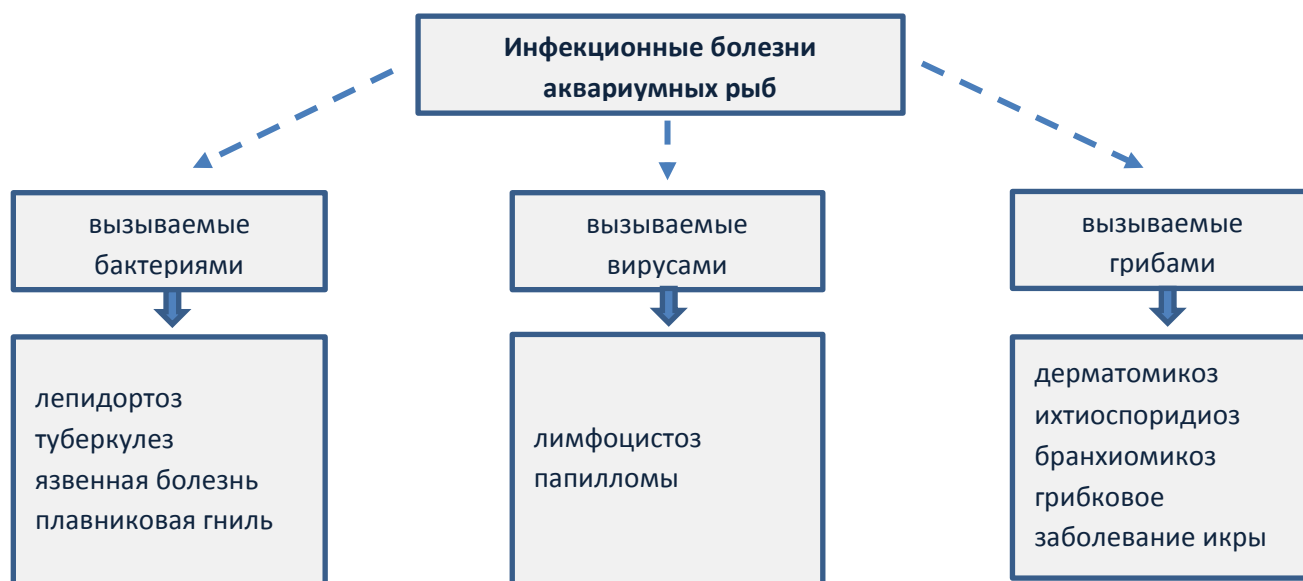 Инфекционные болезни
аквариумных рыб
вызываемые
бактериями
вызываемые
вирусами
вызываемые
грибами
лепидортоз
туберкулез
язвенная болезнь
плавниковая гниль
лимфоцистоз
папилломы
дерматомикоз
ихтиоспоридиоз
бранхиомикоз
грибковое
заболевание икры